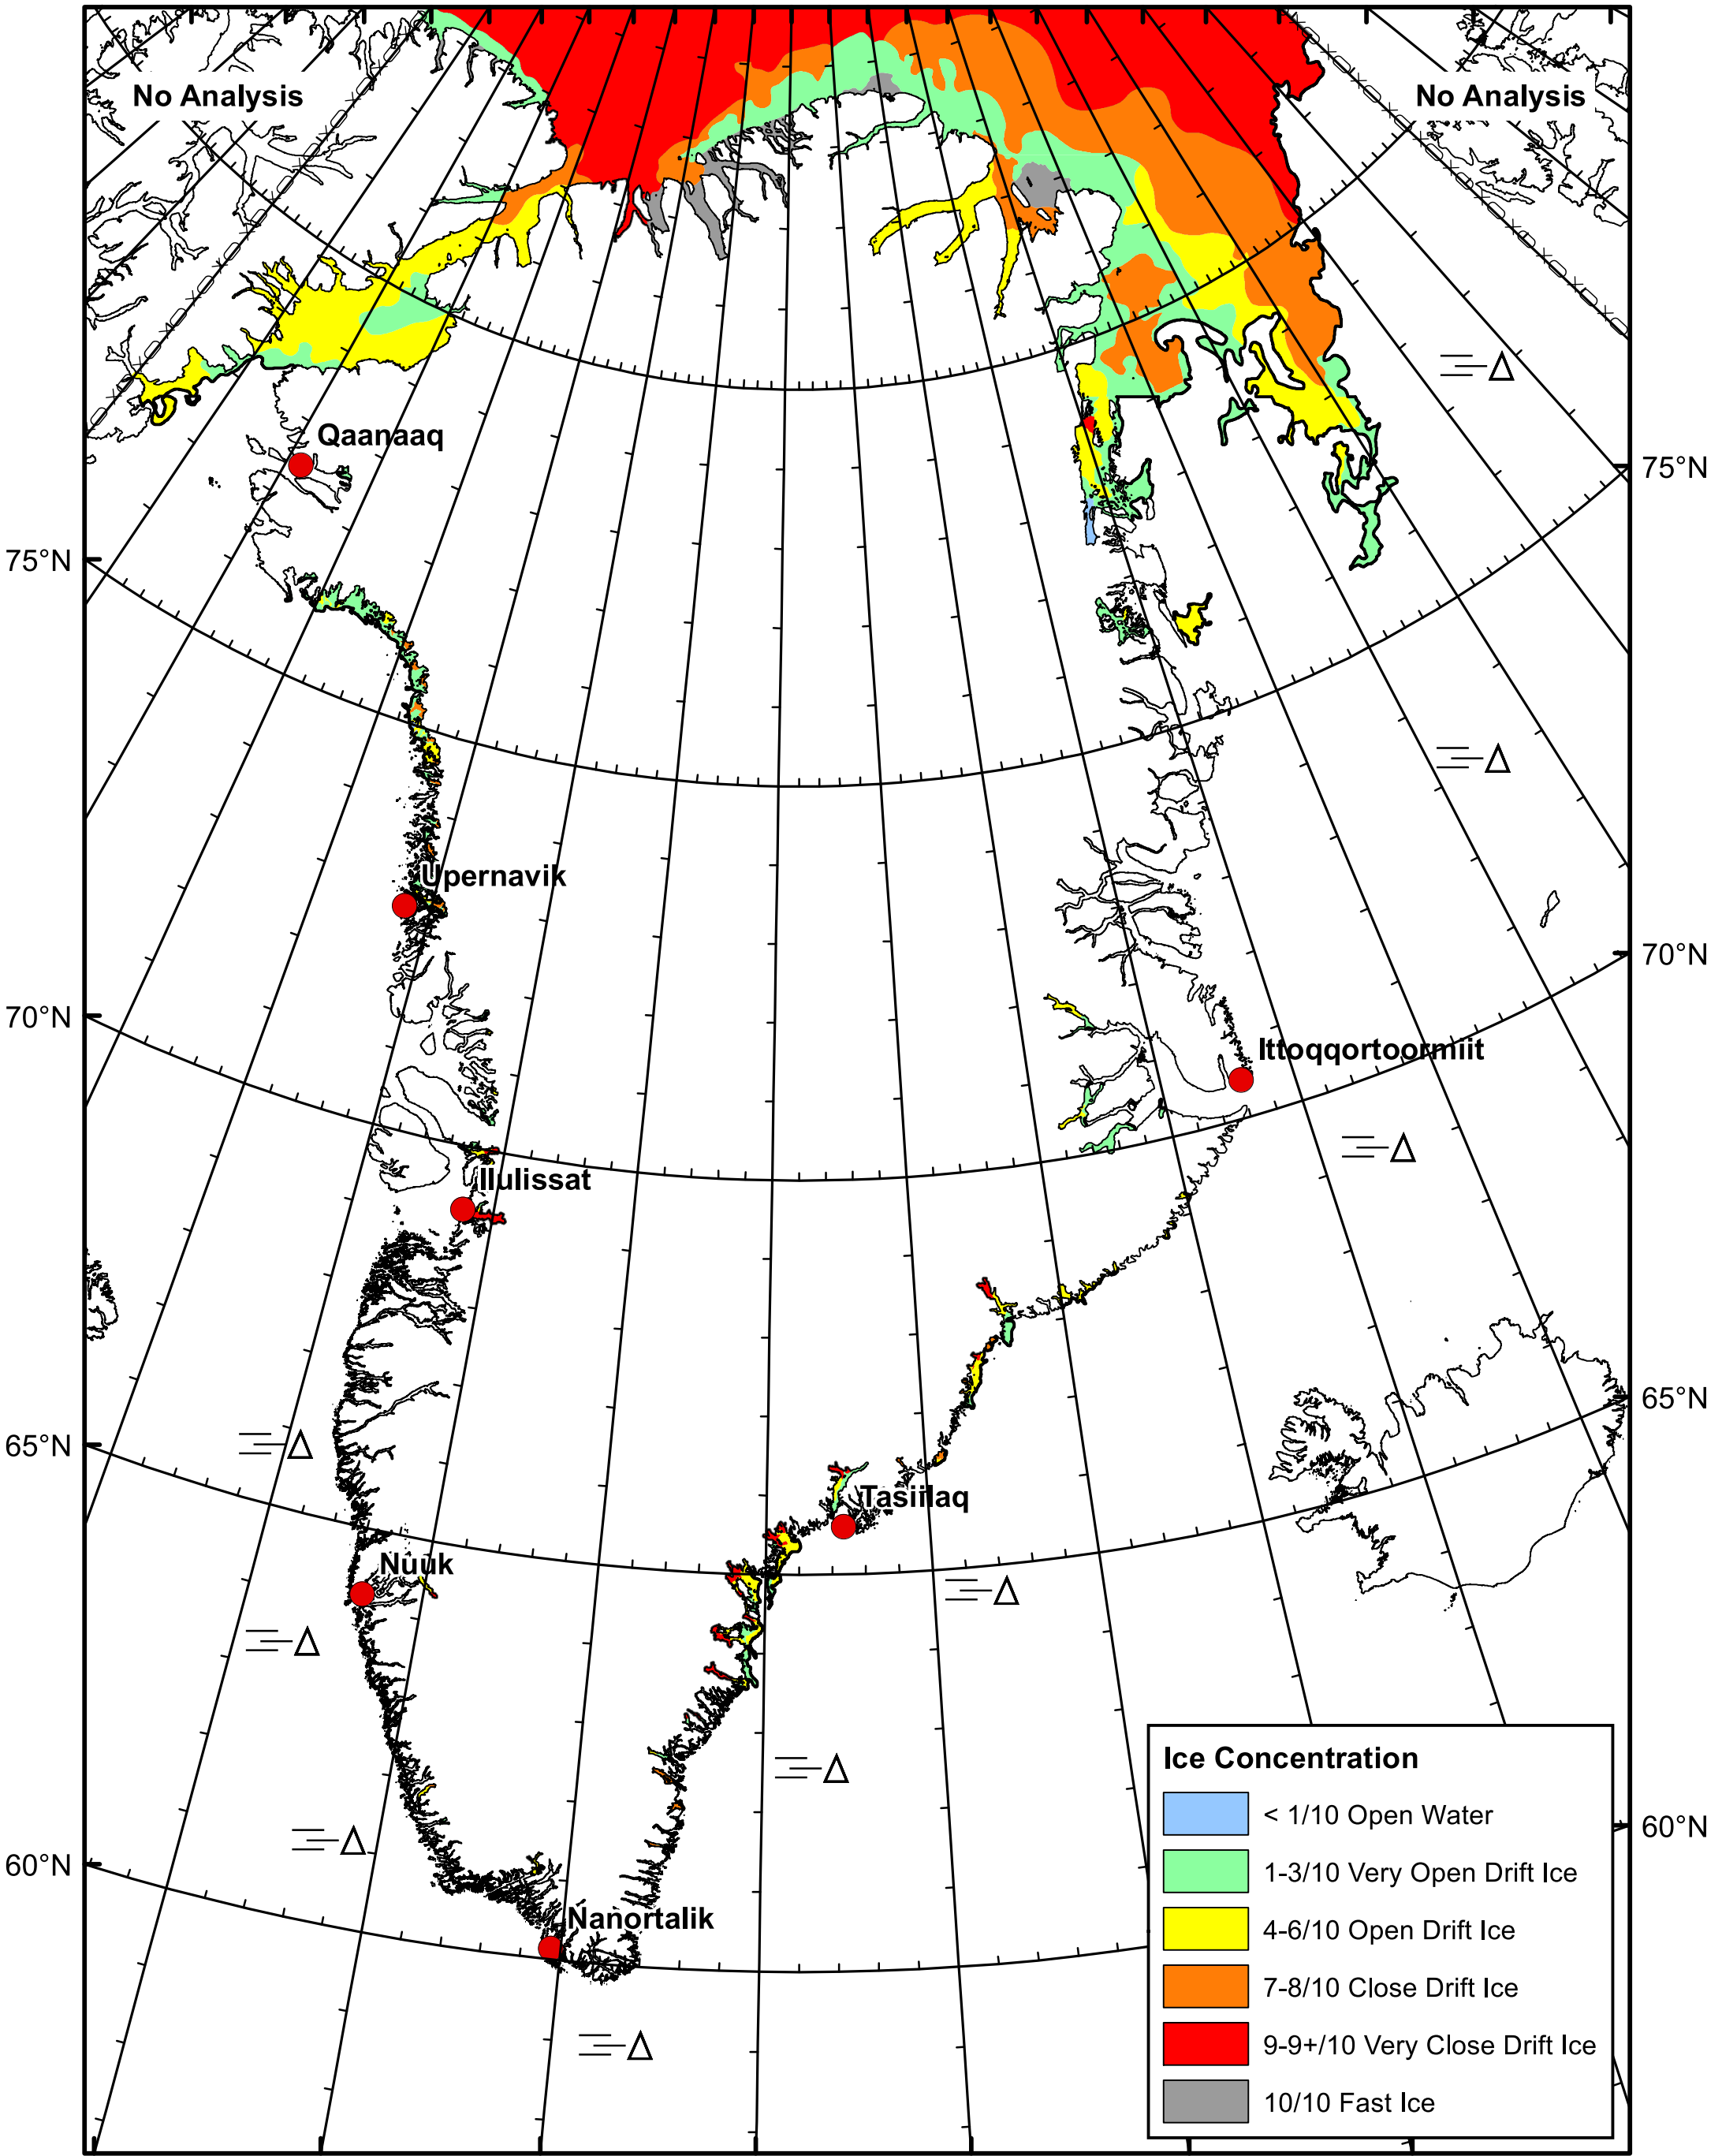 No Analysis
No Analysis
Qaanaaq
75°N
75°N
Upernavik
70°N
70°N
Ittoqqortoormiit
Ilulissat
65°N
65°N
Tasiilaq
Nuuk
Ice Concentration
< 1/10 Open Water
1-3/10 Very Open Drift Ice
4-6/10 Open Drift Ice
7-8/10 Close Drift Ice
9-9+/10 Very Close Drift Ice
10/10 Fast Ice
60°N
60°N
Nanortalik